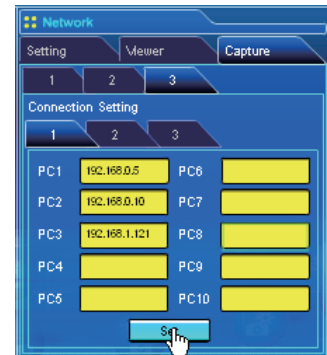 Network
Setting Viewer Capture
1 2 3
Connection Setting
1 2 3
PC1 192.168.0.5 PC6
PC2 192.168.0.10 PC7
PC3 192.168.1.121 PC8
PC4 PC9
PC5 PC10